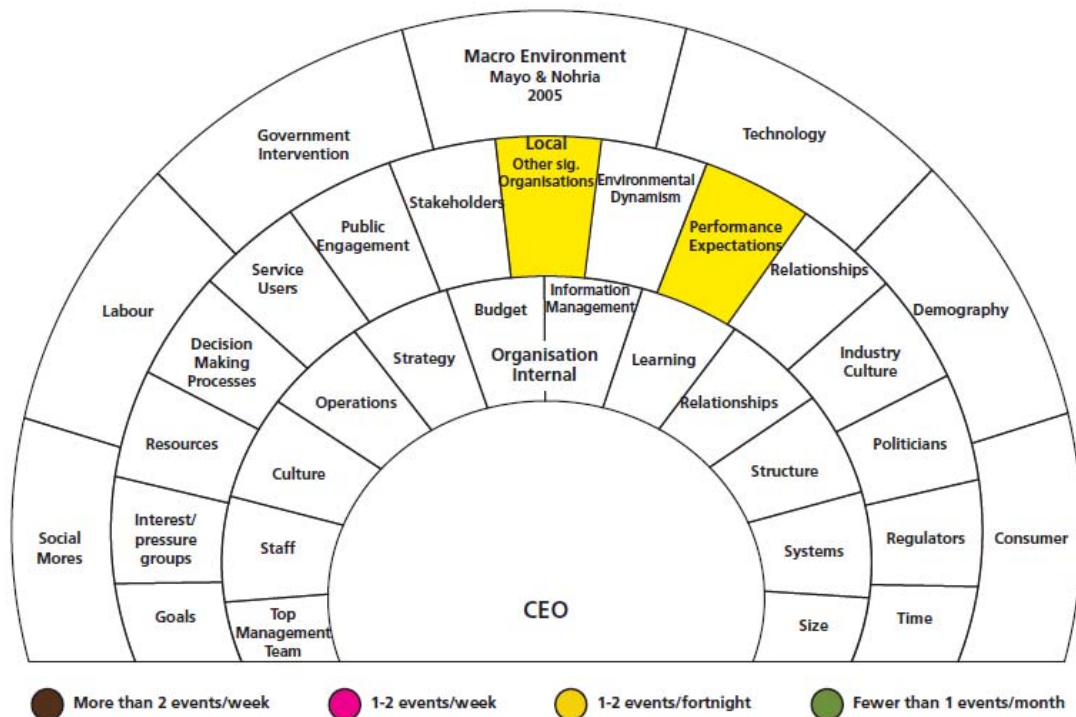 Macro Environment
Mayo & Nohria
2005
Government
Intervention
Technology
Labour
Demography
Social
Mores
Consumer
Local
Other sig.
Organisations
Stakeholders
Environmental
Dynamism
Public
Engagement
Performance
Expectations
Service
Users
Relationships
Decision
Making
Processes
Industry
Culture
Resources
Politicians
Interest/
pressure
groups
Regulators
Goals
Time
Budget
Information
Management
Organisation
Internal
Strategy
Learning
Operations
Relationships
Culture
Structure
Staff
Systems
Top
Management
Team
Size
CEO
More than 2 events/week
1-2 events/week
1-2 events/fortnight
Fewer than 1 events/month